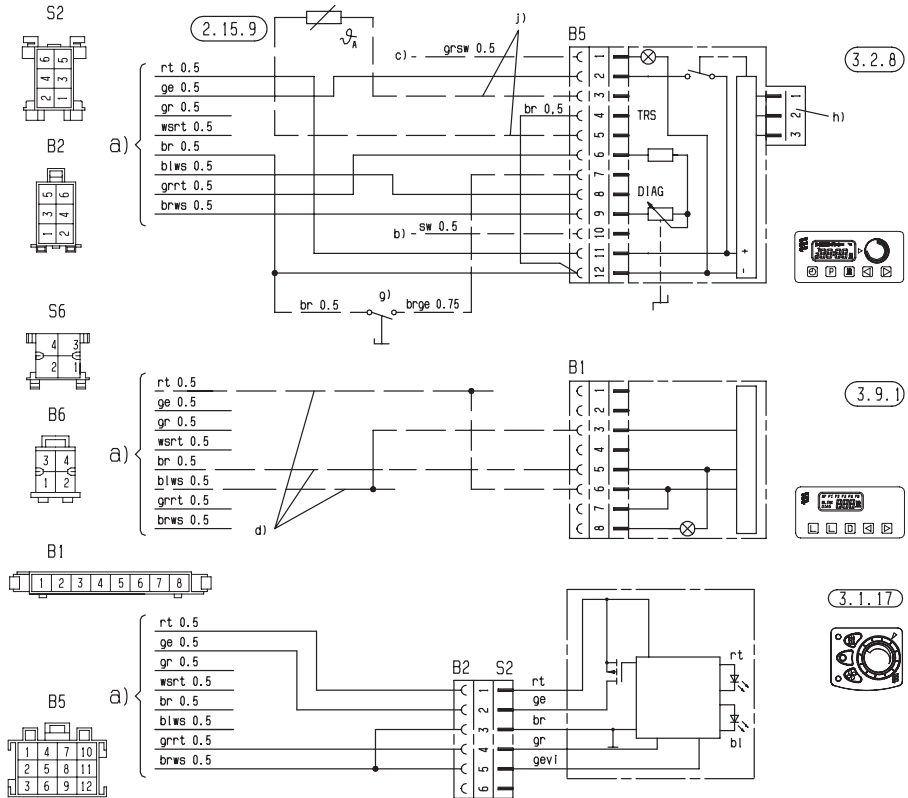 S2
6 5
4 3
2 1
B2
5 6
3 4
1 2
S6
4 3
2 1
B6
3 4
1 2
B1
1 2 3 4 5 6 7 8
B5
1 4 7 10
2 5 8 11
3 6 9 12
2.15.9
ϑA
j)
c)
grsw 0.5
B5
3.2.8
a)
rt 0.5
ge 0.5
gr 0.5
wsrt 0.5
br 0.5
blws 0.5
grrt 0.5
brws 0.5
br 0,5
b)
sw 0.5
1
2
3
4
5
6
7
8
9
10
11
12
TRS
DIAG
+
-
1
2
3
h)
br 0.5
g)
brge 0.75
P
a)
rt 0.5
ge 0.5
gr 0.5
wsrt 0.5
br 0.5
blws 0.5
grrt 0.5
brws 0.5
d)
B1
1
2
3
4
5
6
7
8
3.9.1
L L D
a)
rt 0.5
ge 0.5
gr 0.5
wsrt 0.5
br 0.5
blws 0.5
grrt 0.5
brws 0.5
B2 S2
1 1
2 2
3 3
4 4
5 5
6 6
rt
ge
br
gr
gevi
rt
bl
3.1.17